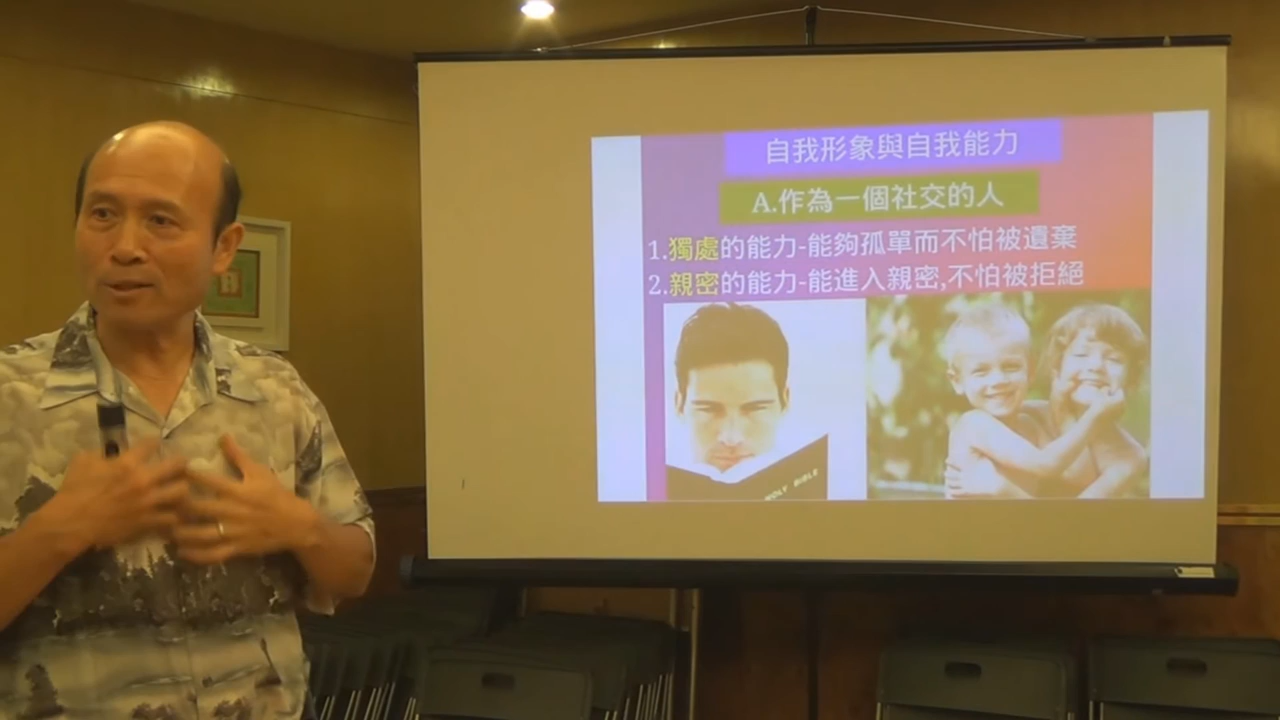 自我形象與自我能力
A.作為一個社交的人
1.獨處的能力-能夠孤單而不怕被遺棄
2.親密的能力-能進入親密,不怕被拒絕
HOLY BIBLE